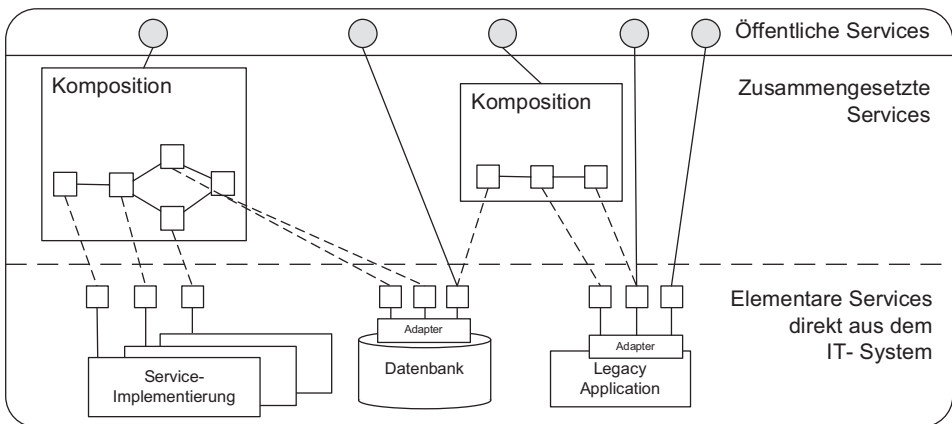 Öffentliche Services
Komposition
Zusammengesetzte
Services
Komposition
Elementare Services
direkt aus dem
IT- System
Adapter
Adapter
Service-
Implementierung
Datenbank
Legacy
Application